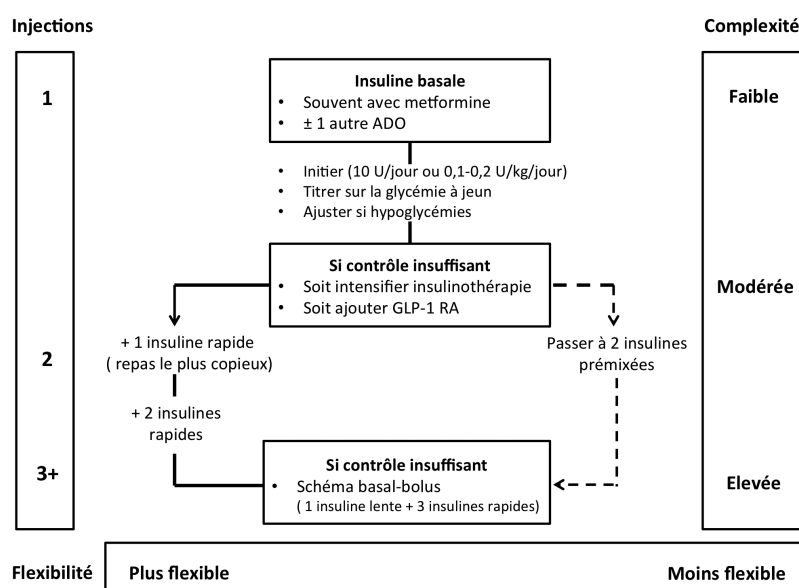 Injections
Complexité
1
Insuline basale
• Souvent avec metformine
• ± 1 autre ADO
Faible
• Initier (10 U/jour ou 0,1-0,2 U/kg/jour)
• Titrer sur la glycémie à jeun
• Ajuster si hypoglycémies
Si contrôle insuffisant
• Soit intensifier insulinothérapie
• Soit ajouter GLP-1 RA
Modérée
+ 1 insuline rapide
( repas le plus copieux)
Passer à 2 insulines
prémixées
2
+ 2 insulines
rapides
3+
Si contrôle insuffisant
• Schéma basal-bolus
( 1 insuline lente + 3 insulines rapides)
Elevée
Flexibilité
Plus flexible
Moins flexible